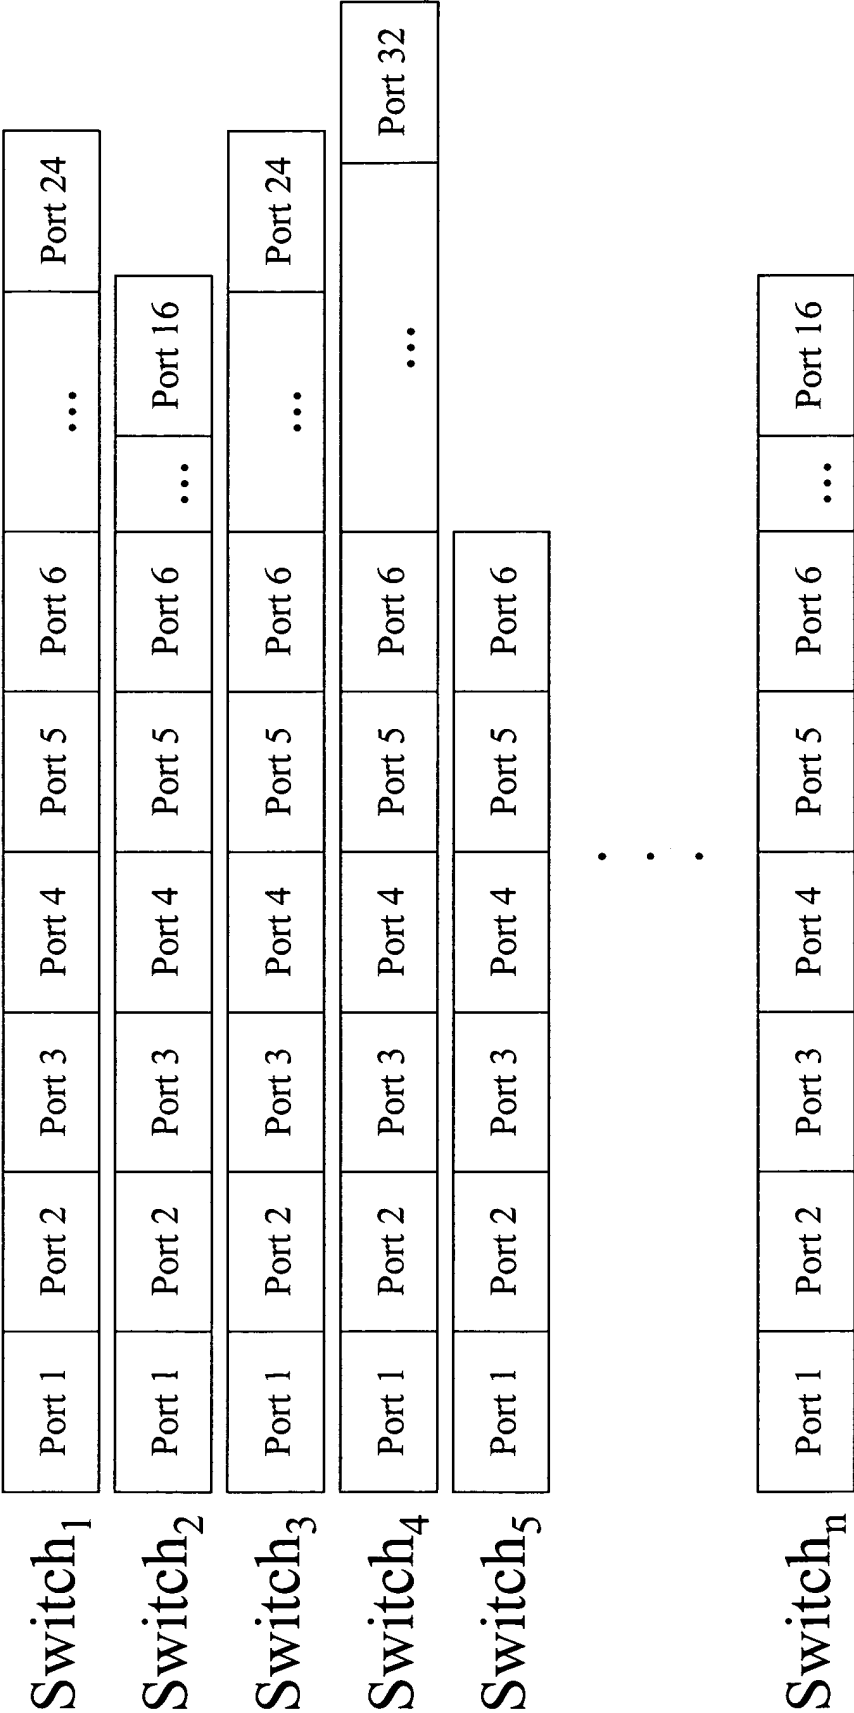 Switch1 Port 1 Port 2 Port 3 Port 4 Port 5 Port 6 ... Port 24
Switch2 Port 1 Port 2 Port 3 Port 4 Port 5 Port 6 ... Port 16
Switch3 Port 1 Port 2 Port 3 Port 4 Port 5 Port 6 ... Port 24
Switch4 Port 1 Port 2 Port 3 Port 4 Port 5 Port 6 ... Port 32
Switch5 Port 1 Port 2 Port 3 Port 4 Port 5 Port 6
. . .
Switchn Port 1 Port 2 Port 3 Port 4 Port 5 Port 6 ... Port 16